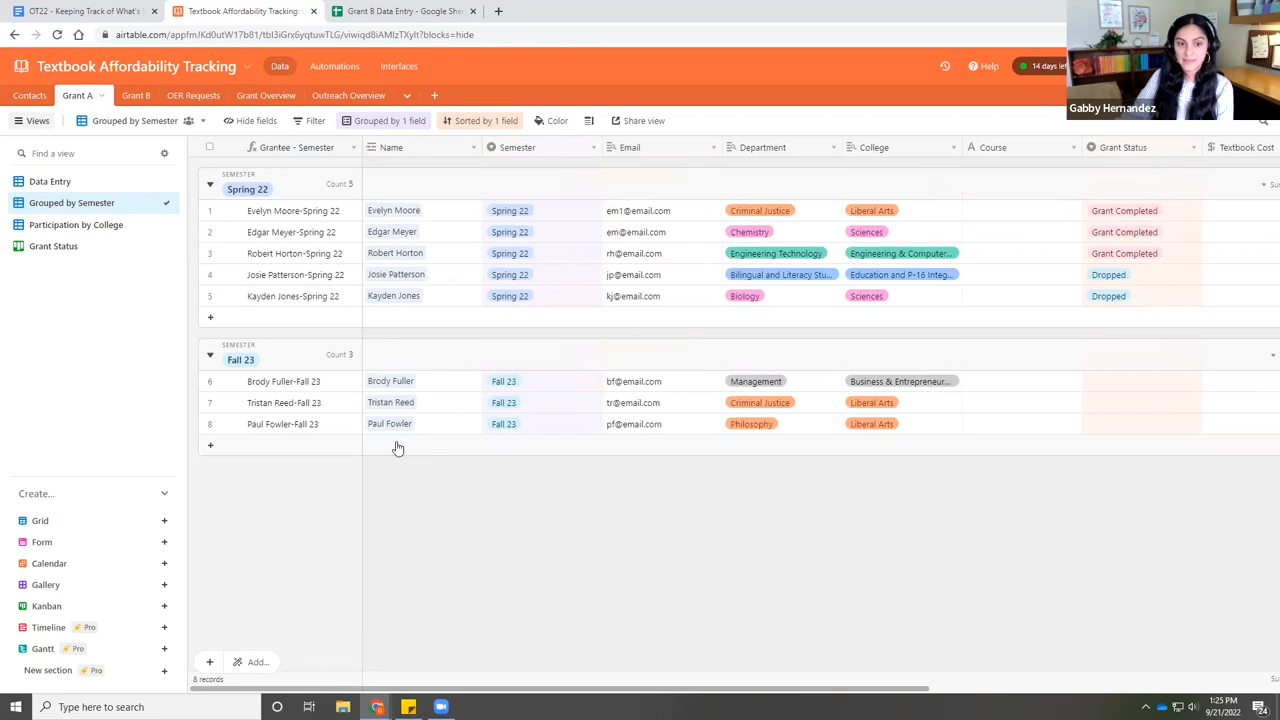 OT22 - Keeping Track of What's
Textbook Affordability Tracking:
Grant B Data Entry - Google She
airtable.com/appfmJKd0utW17b81/tbl3iGrx6yqtuwTLG/viwiqd8iAMlzTXylt?blocks=hide
Textbook Affordability Tracking
Data
Automations
Interfaces
Help
14 days left
Gabby Hernandez
Contacts
Grant A
Grant B
OER Requests
Grant Overview
Outreach Overview
Views
Grouped by Semester
Hide fields
Filter
Grouped by 1 field
Sorted by 1 field
Color
Share view
Find a view
Data Entry
Grouped by Semester
Participation by College
Grant Status
Grantee - Semester Name Semester Email Department College Course Grant Status Textbook Cost
SEMESTER
Spring 22 Count 5 Sur
1 Evelyn Moore-Spring 22 Evelyn Moore Spring 22 em1@email.com Criminal Justice Liberal Arts Grant Completed
2 Edgar Meyer-Spring 22 Edgar Meyer Spring 22 em@email.com Chemistry Sciences Grant Completed
3 Robert Horton-Spring 22 Robert Horton Spring 22 rh@email.com Engineering Technology Engineering & Computer... Grant Completed
4 Josie Patterson-Spring 22 Josie Patterson Spring 22 jp@email.com Bilingual and Literacy Stu... Education and P-16 Integ... Dropped
5 Kayden Jones-Spring 22 Kayden Jones Spring 22 kj@email.com Biology Sciences Dropped
SEMESTER
Fall 23 Count 3
6 Brody Fuller-Fall 23 Brody Fuller Fall 23 bf@email.com Management Business & Entrepreneur...
7 Tristan Reed-Fall 23 Tristan Reed Fall 23 tr@email.com Criminal Justice Liberal Arts
8 Paul Fowler-Fall 23 Paul Fowler Fall 23 pf@email.com Philosophy Liberal Arts
Create...
Grid
Form
Calendar
Gallery
Kanban
Timeline Pro
Gantt Pro
New section Pro
Add...
8 records
Su
Type here to search
1:25 PM
9/21/2022
24